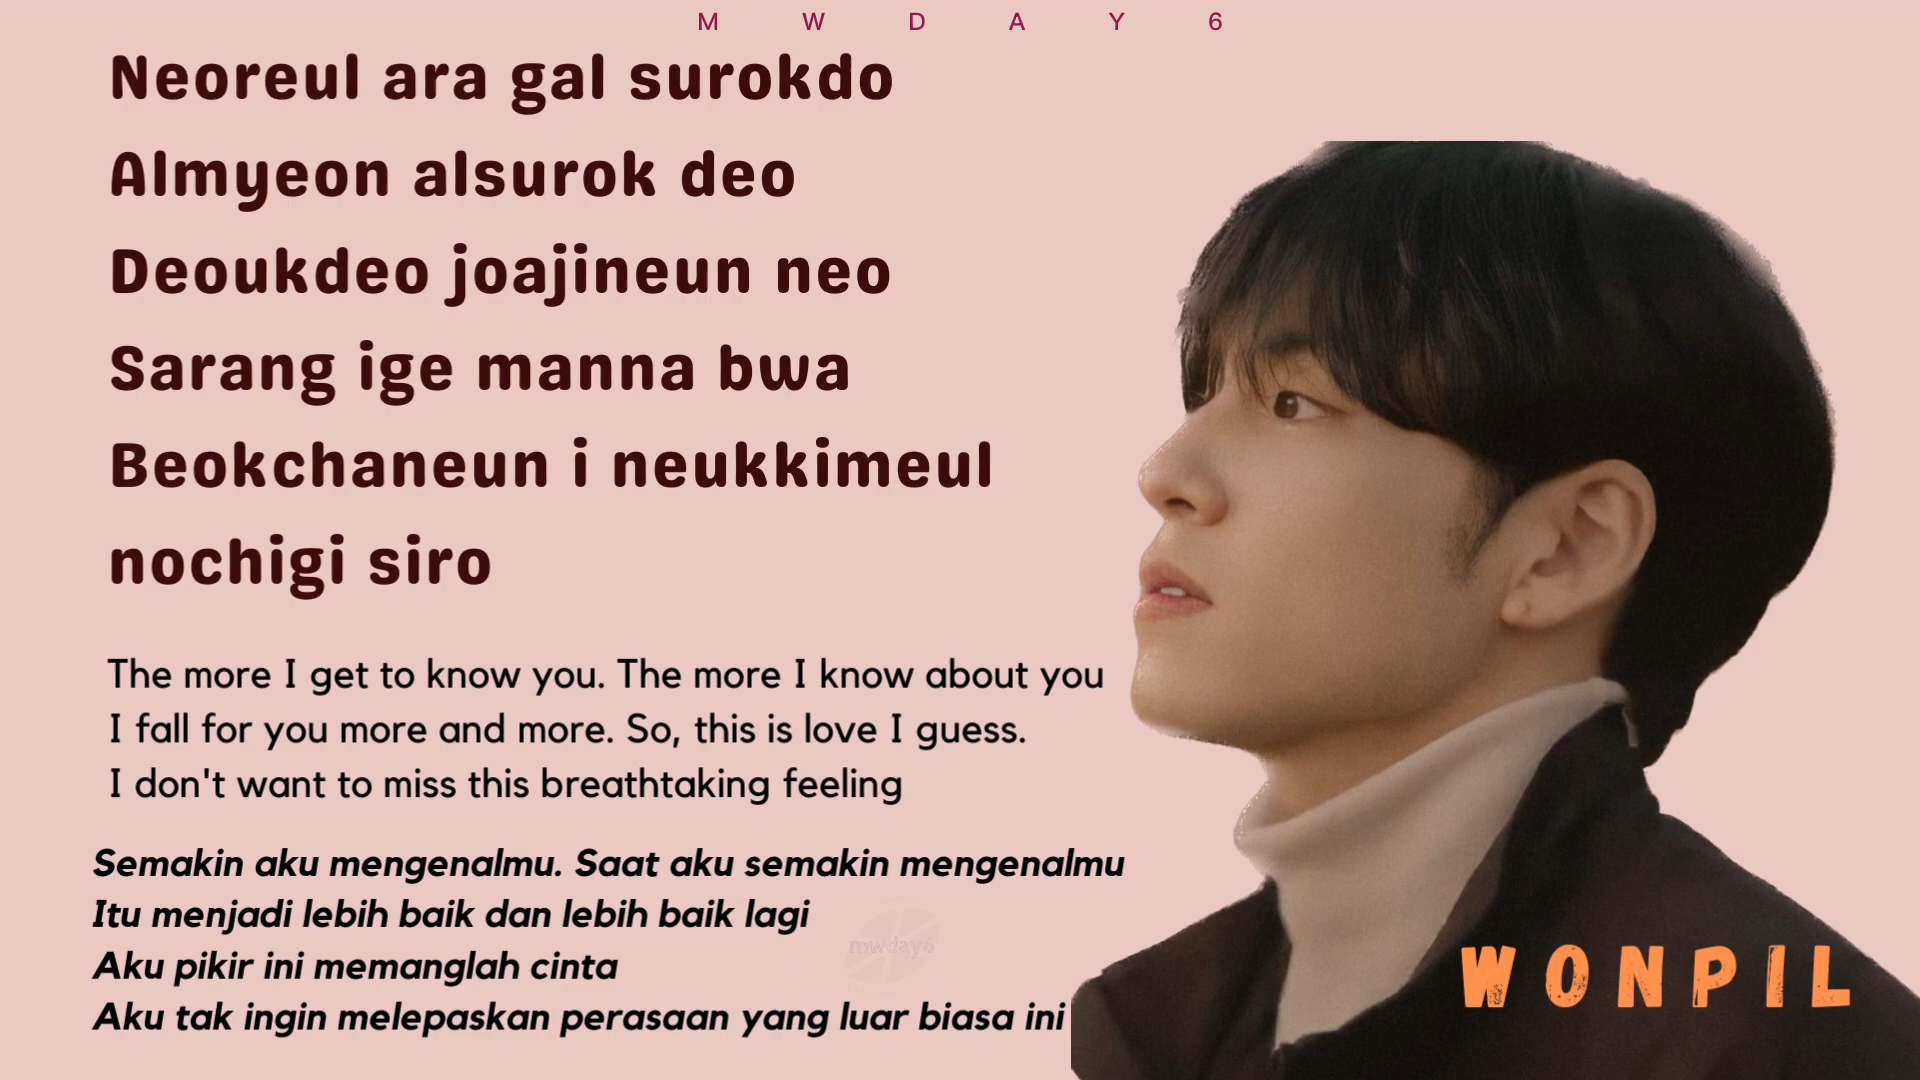 M W D A Y 6
Neoreul ara gal surokdo
Almyeon alsurok deo
Deoukdeo joajineun neo
Sarang ige manna bwa
Beokchaneun i neukkimeul
nochigi siro
The more I get to know you. The more I know about you
I fall for you more and more. So, this is love I guess.
I don't want to miss this breathtaking feeling
Semakin aku mengenalmu. Saat aku semakin mengenalmu
Itu menjadi lebih baik dan lebih baik lagi
mwday6
Aku pikir ini memanglah cinta
Aku tak ingin melepaskan perasaan yang luar biasa ini
WONPIL